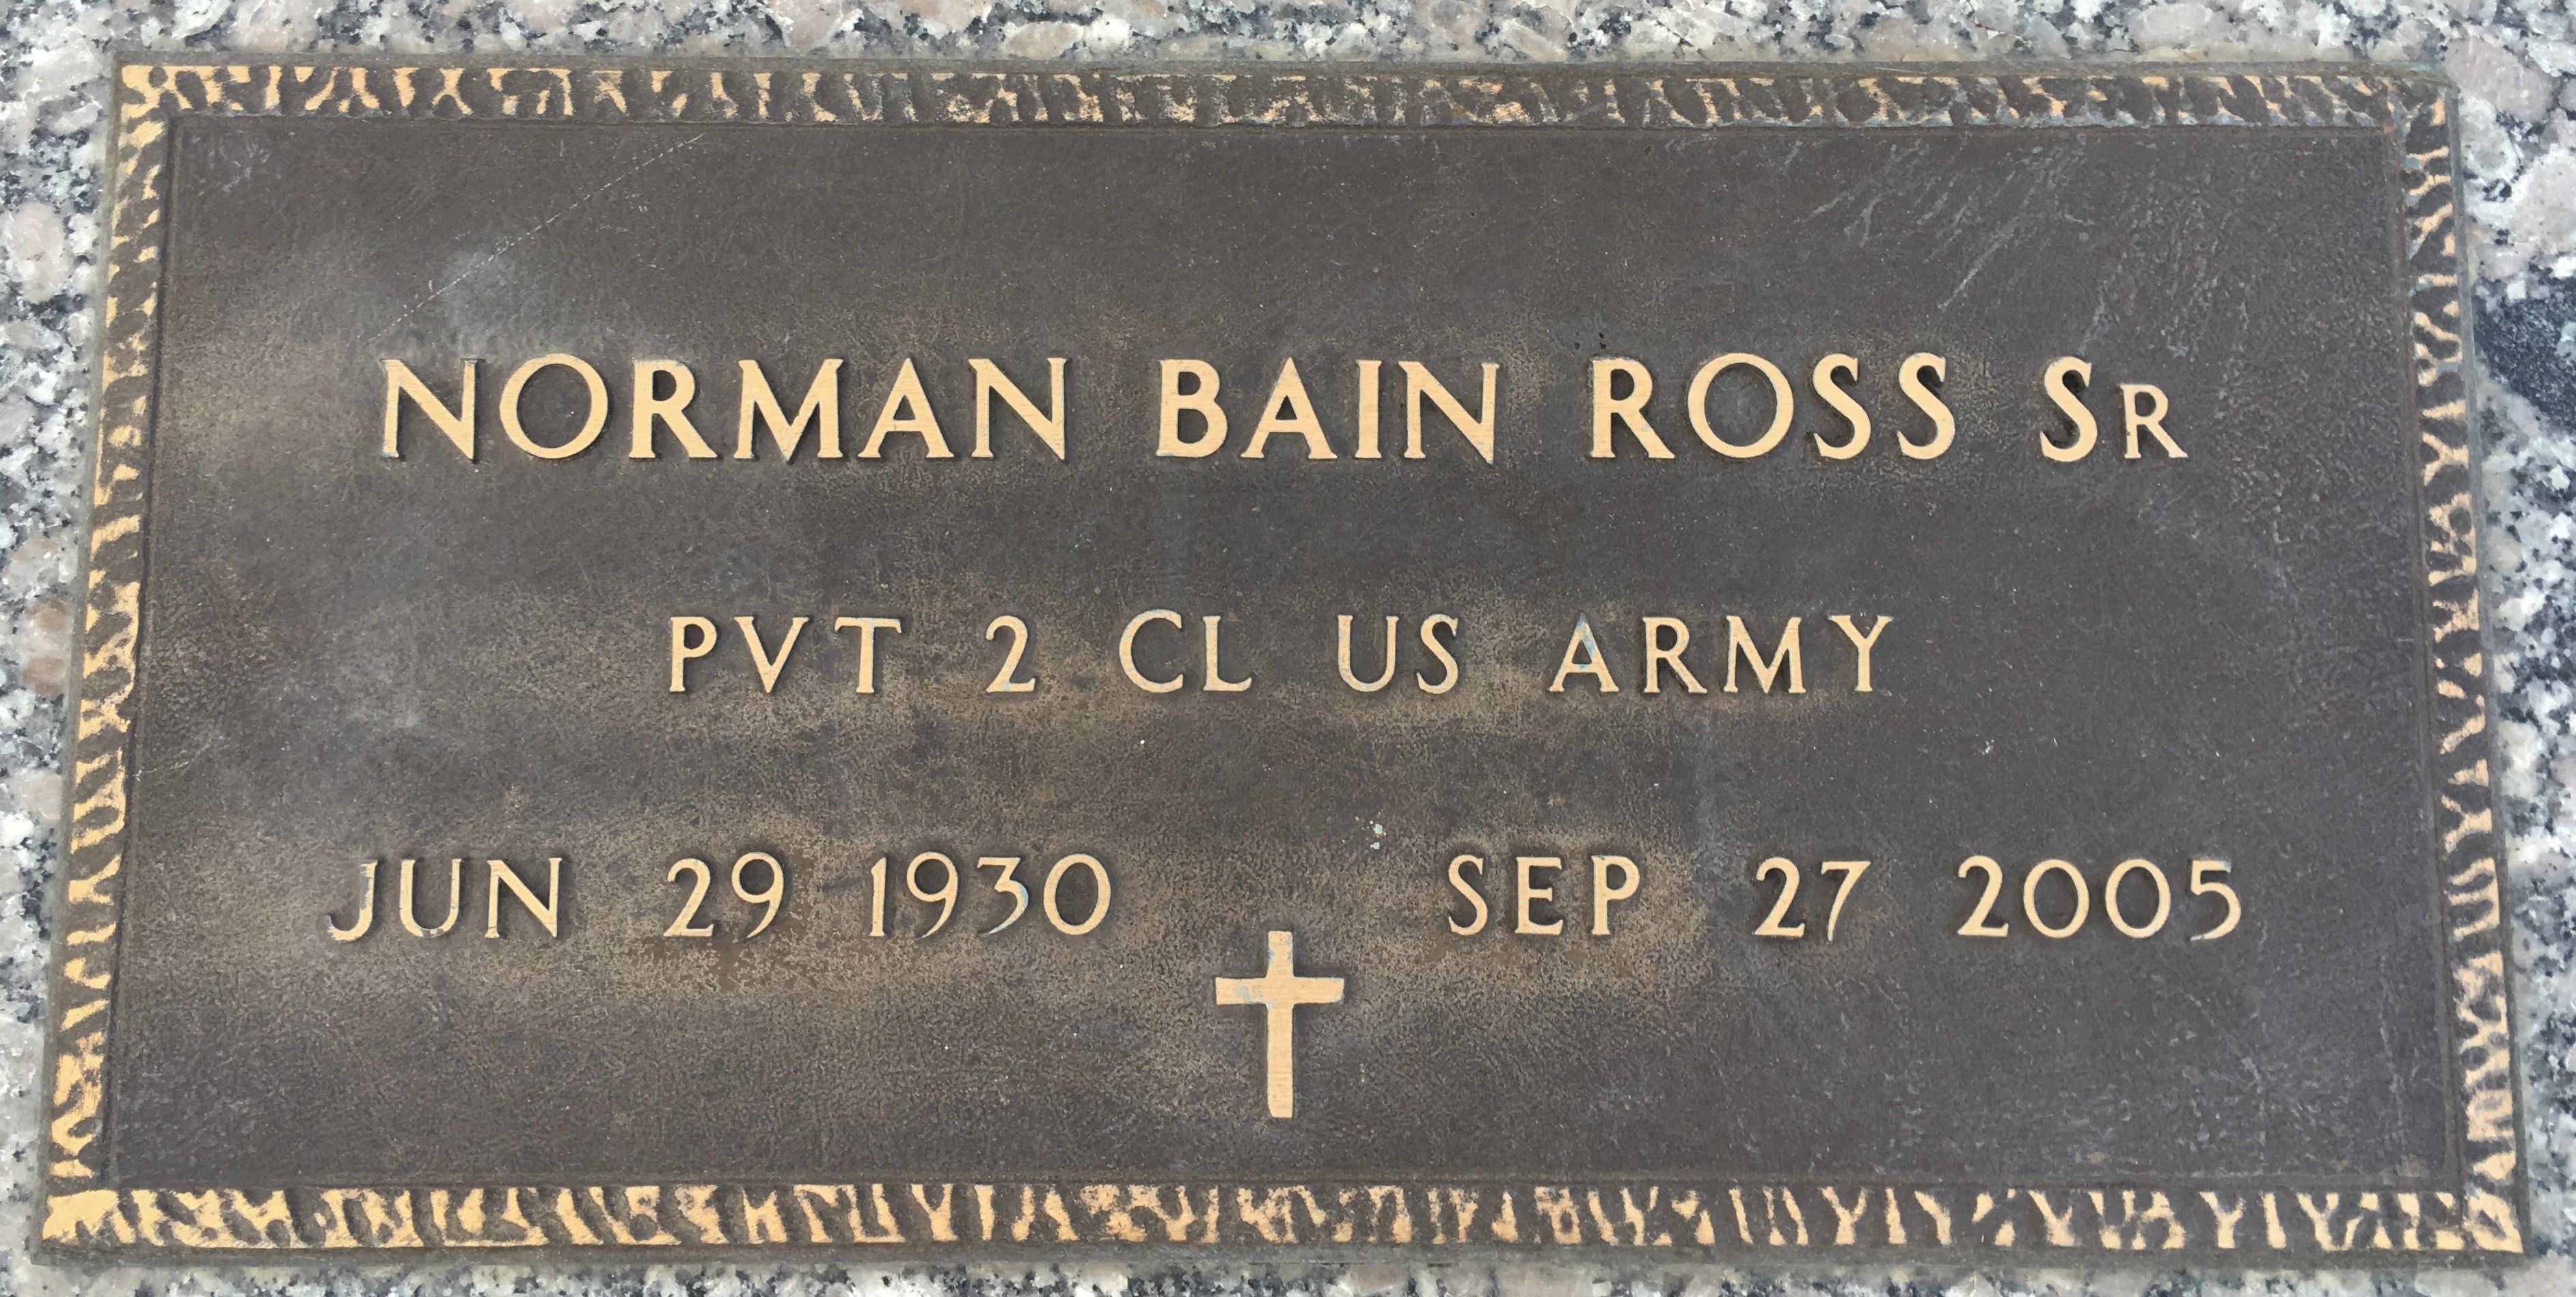 NORMAN BAIN ROSS SR
PVT 2 CL US ARMY
JUN 29 1930 SEP 27 2005